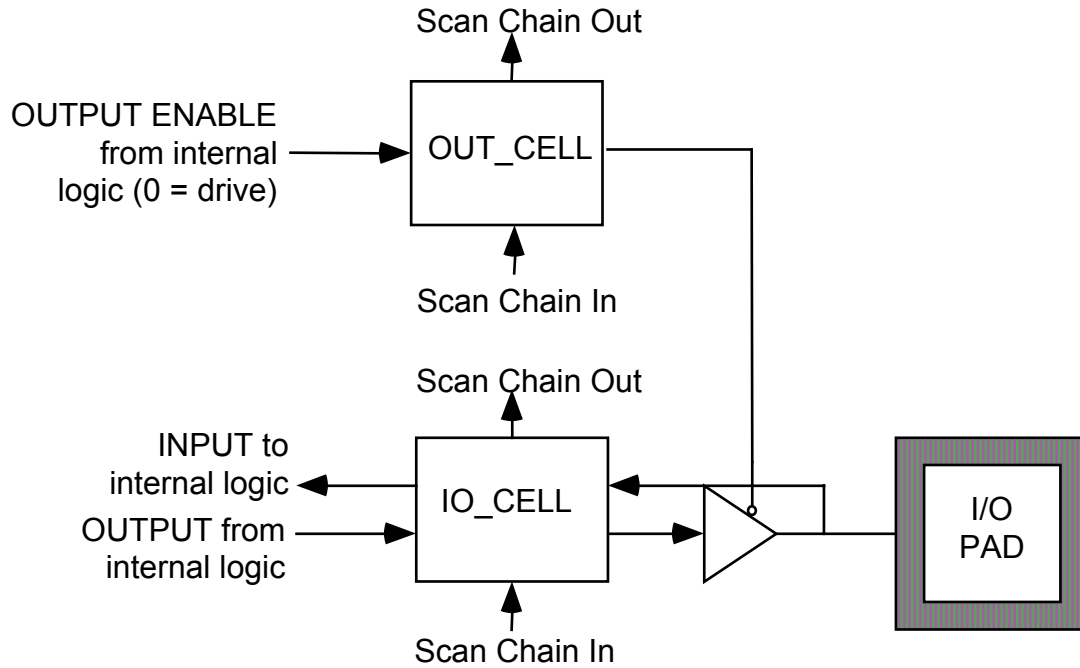 Scan Chain Out
OUTPUT ENABLE
from internal
logic (0 = drive)
OUT_CELL
Scan Chain In
Scan Chain Out
INPUT to
internal logic
IO_CELL
OUTPUT from
internal logic
I/O
PAD
Scan Chain In